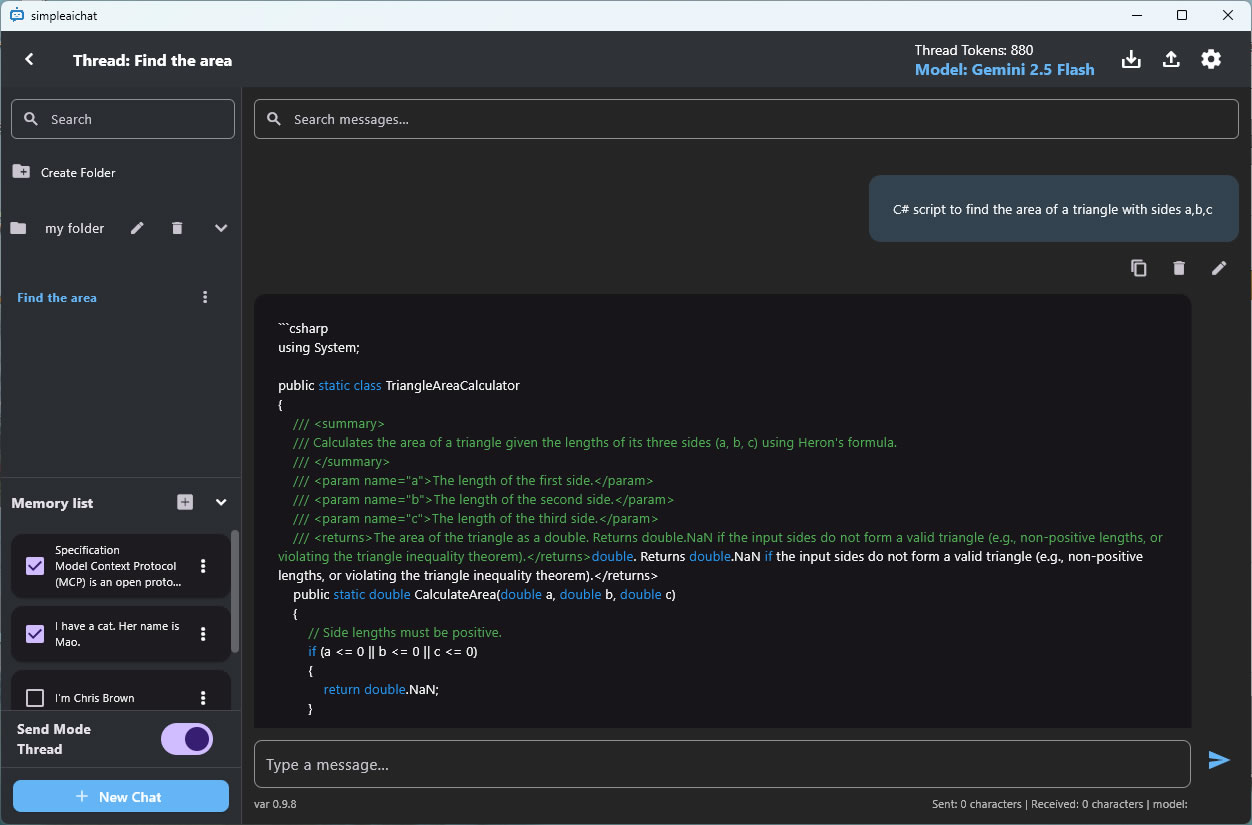 simpleaichat
Thread: Find the area
Thread Tokens: 880
Model: Gemini 2.5 Flash
Search
Create Folder
my folder
Find the area
Memory list
Specification
Model Context Protocol
(MCP) is an open proto...
I have a cat. Her name is
Mao.
I'm Chris Brown
Send Mode
Thread
+ New Chat
Search messages...
C# script to find the area of a triangle with sides a,b,c
```csharp
using System;
public static class TriangleAreaCalculator
{
/// <summary>
/// Calculates the area of a triangle given the lengths of its three sides (a, b, c) using Heron's formula.
/// </summary>
/// <param name="a">The length of the first side.</param>
/// <param name="b">The length of the second side.</param>
/// <param name="c">The length of the third side.</param>
/// <returns>The area of the triangle as a double. Returns double.NaN if the input sides do not form a valid triangle (e.g., non-positive lengths, or
violating the triangle inequality theorem).</returns>double. Returns double.NaN if the input sides do not form a valid triangle (e.g., non-positive
lengths, or violating the triangle inequality theorem).</returns>
public static double CalculateArea(double a, double b, double c)
{
// Side lengths must be positive.
if (a <= 0 || b <= 0 || c <= 0)
{
return double.NaN;
}
Type a message...
var 0.9.8
Sent: 0 characters | Received: 0 characters | model: